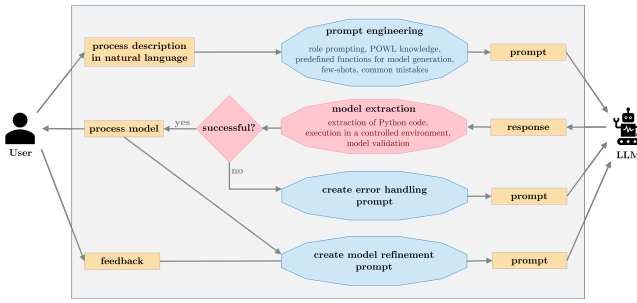 process description
in natural language
prompt engineering
role prompting, POWL knowledge,
predefined functions for model generation,
few-shots, common mistakes
prompt
User
process model
yes
successful?
model extraction
extraction of Python code,
execution in a controlled environment,
model validation
response
LLM
no
create error handling
prompt
prompt
feedback
create model refinement
prompt
prompt